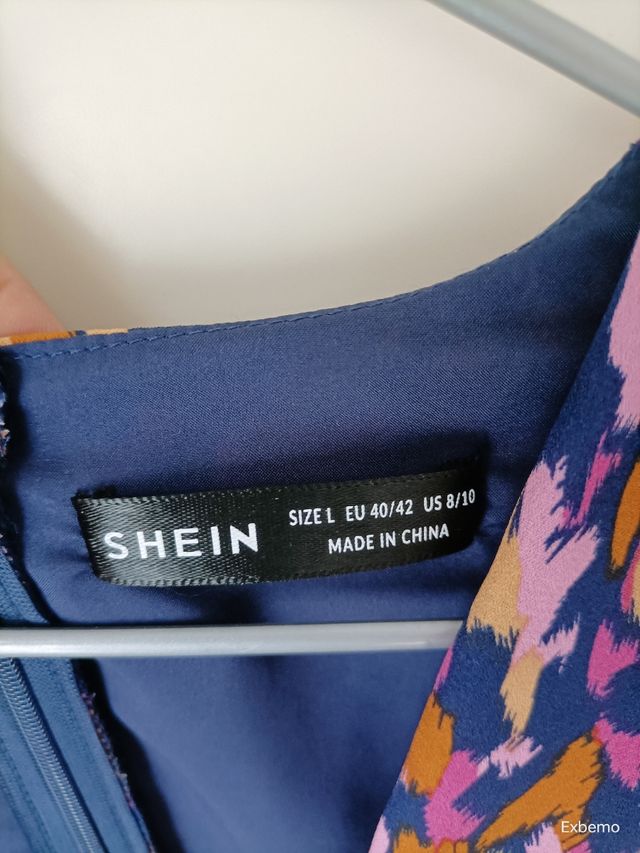 SHEIN
SIZE L EU 40/42 US 8/10
MADE IN CHINA
Exbemo